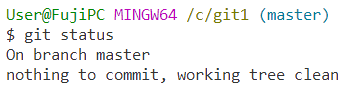 User@FujiPC MINGW64 /c/git1 (master)
$ git status
On branch master
nothing to commit, working tree clean